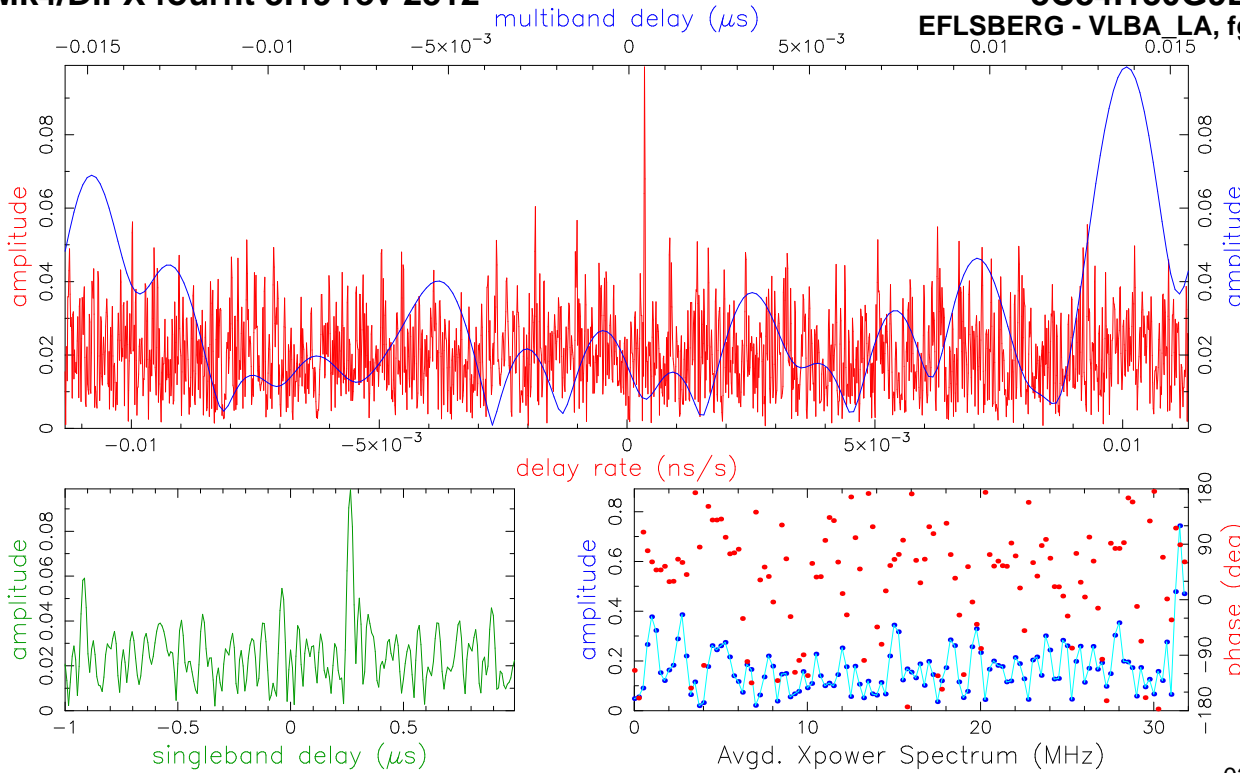 multiband delay (μs)
EFLSBERG - VLBA_LA,
−0.015 −0.01 −5×10⁻³ 0 5×10⁻³ 0.01 0.015
amplitude
0 0.02 0.04 0.06 0.08
0 0.02 0.04 0.06 0.08
amplitude
−0.01 −5×10⁻³ 0 5×10⁻³ 0.01
delay rate (ns/s)
amplitude
0 0.02 0.04 0.06 0.08
−1 −0.5 0 0.5
singleband delay (μs)
amplitude
0 0.2 0.4 0.6 0.8
−180 −90 0 90 180
phase (deg)
0 10 20 30
Avgd. Xpower Spectrum (MHz)